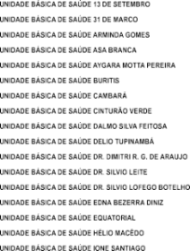 UNIDADE BÁSICA DE SAÚDE 13 DE SETEMBRO
UNIDADE BÁSICA DE SAÚDE 31 DE MARCO
UNIDADE BÁSICA DE SAÚDE ARMINDA GOMES
UNIDADE BÁSICA DE SAÚDE ASA BRANCA
UNIDADE BÁSICA DE SAÚDE AYGARA MOTTA PEREIRA
UNIDADE BÁSICA DE SAÚDE BURITIS
UNIDADE BÁSICA DE SAÚDE CAMBARÁ
UNIDADE BÁSICA DE SAÚDE CINTURÃO VERDE
UNIDADE BÁSICA DE SAÚDE DALMO SILVA FEITOSA
UNIDADE BÁSICA DE SAÚDE DELIO TUPINAMBÁ
UNIDADE BÁSICA DE SAÚDE DR. DIMITRI R. G. DE ARAUJO
UNIDADE BÁSICA DE SAÚDE DR. SILVIO LEITE
UNIDADE BÁSICA DE SAÚDE DR. SILVIO LOFEGO BOTELHO
UNIDADE BÁSICA DE SAÚDE EDNA BEZERRA DINIZ
UNIDADE BÁSICA DE SAÚDE EQUATORIAL
UNIDADE BÁSICA DE SAÚDE HÉLIO MACÊDO
UNIDADE BÁSICA DE SAÚDE IONE SANTIAGO